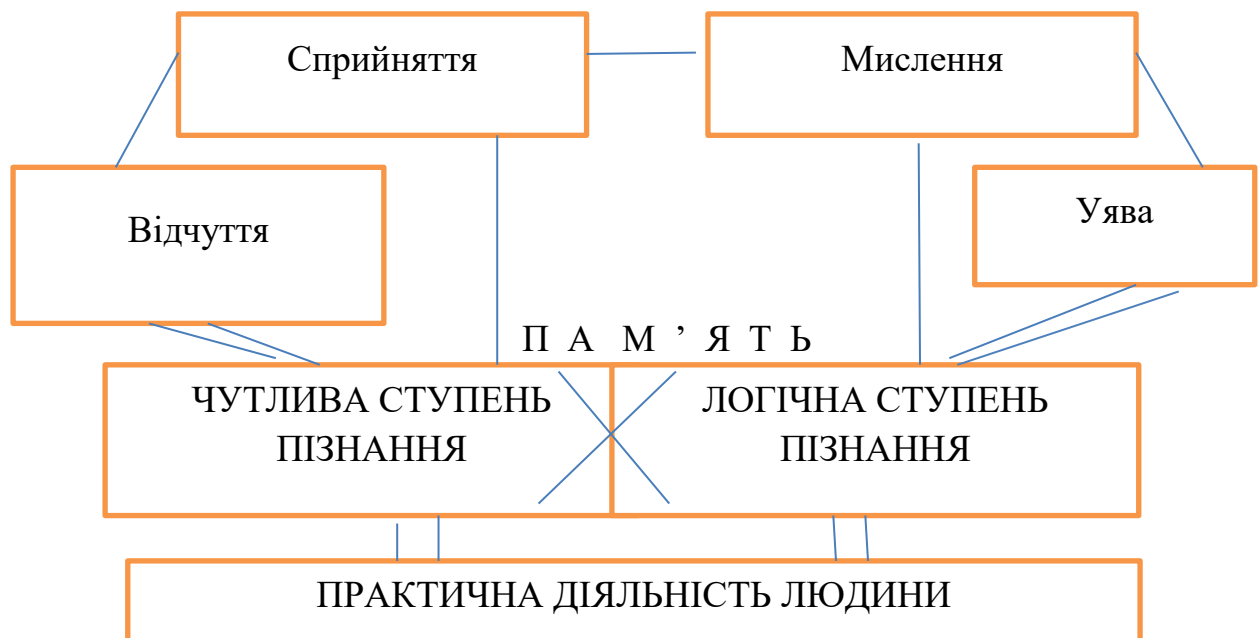 Сприйняття
Мислення
Відчуття
Уява
П А М ’ Я Т Ь
ЧУТЛИВА СТУПЕНЬ
ПІЗНАННЯ
ЛОГІЧНА СТУПЕНЬ
ПІЗНАННЯ
ПРАКТИЧНА ДІЯЛЬНІСТЬ ЛЮДИНИ